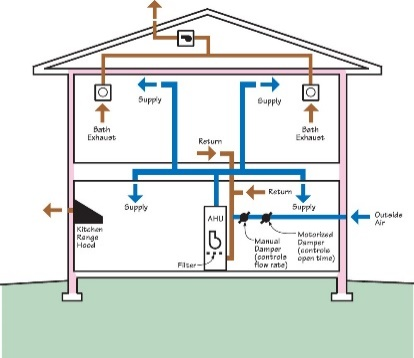 Supply
Supply
Bath
Exhaust
Bath
Exhaust
Return
Return
Supply
Supply
Kitchen
Range
Hood
AHU
Outside
Air
Manual
Damper
(controls
flow rate)
Motorized
Damper
(controls
open time)
Filter